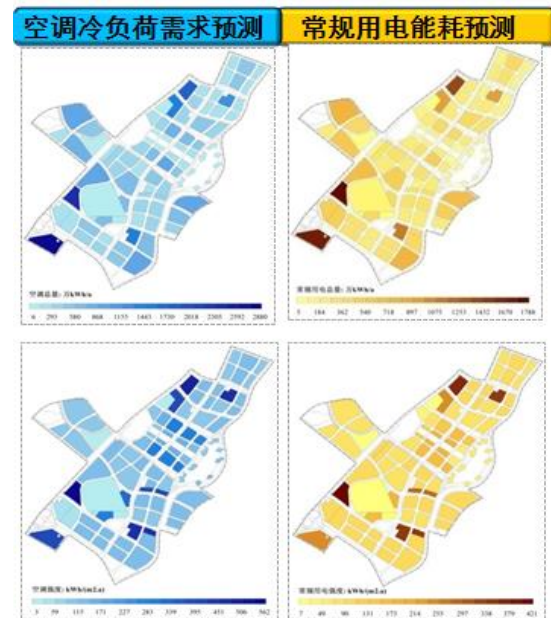 空调冷负荷需求预测
常规用电能耗预测
空调总量: 万kWh/a
6 293 580 868 1155 1443 1730 2018 2305 2592 2880
常规用电总量: 万kWh/a
5 184 362 540 718 897 1075 1253 1432 1610 1788
空调强度: kWh/(m2.a)
3 59 115 171 227 283 339 395 451 506 562
常规用电强度: kWh/(m2.a)
7 49 90 131 173 214 255 297 338 379 421